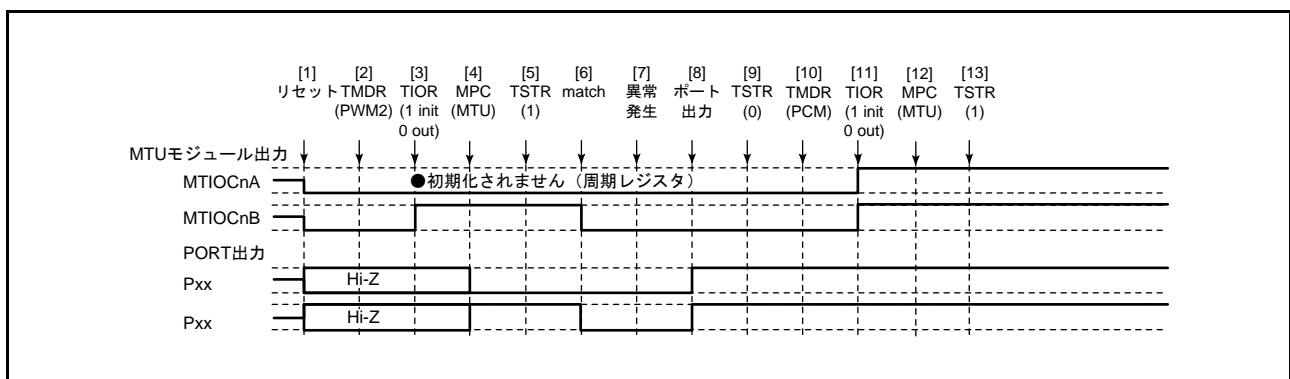 [1] [2] [3] [4] [5] [6] [7] [8] [9] [10] [11] [12] [13]
リセット TMDR TIOR MPC TSTR match 異常 ポート TSTR TMDR TIOR MPC TSTR
(PWM2) (1 init (MTU) (1) 発生 出力 (0) (PCM) (1 init (MTU) (1)
0 out) 0 out)
MTUモジュール出力
MTIOCnA ●初期化されません(周期レジスタ)
MTIOCnB
PORT出力
Pxx Hi-Z
Pxx Hi-Z